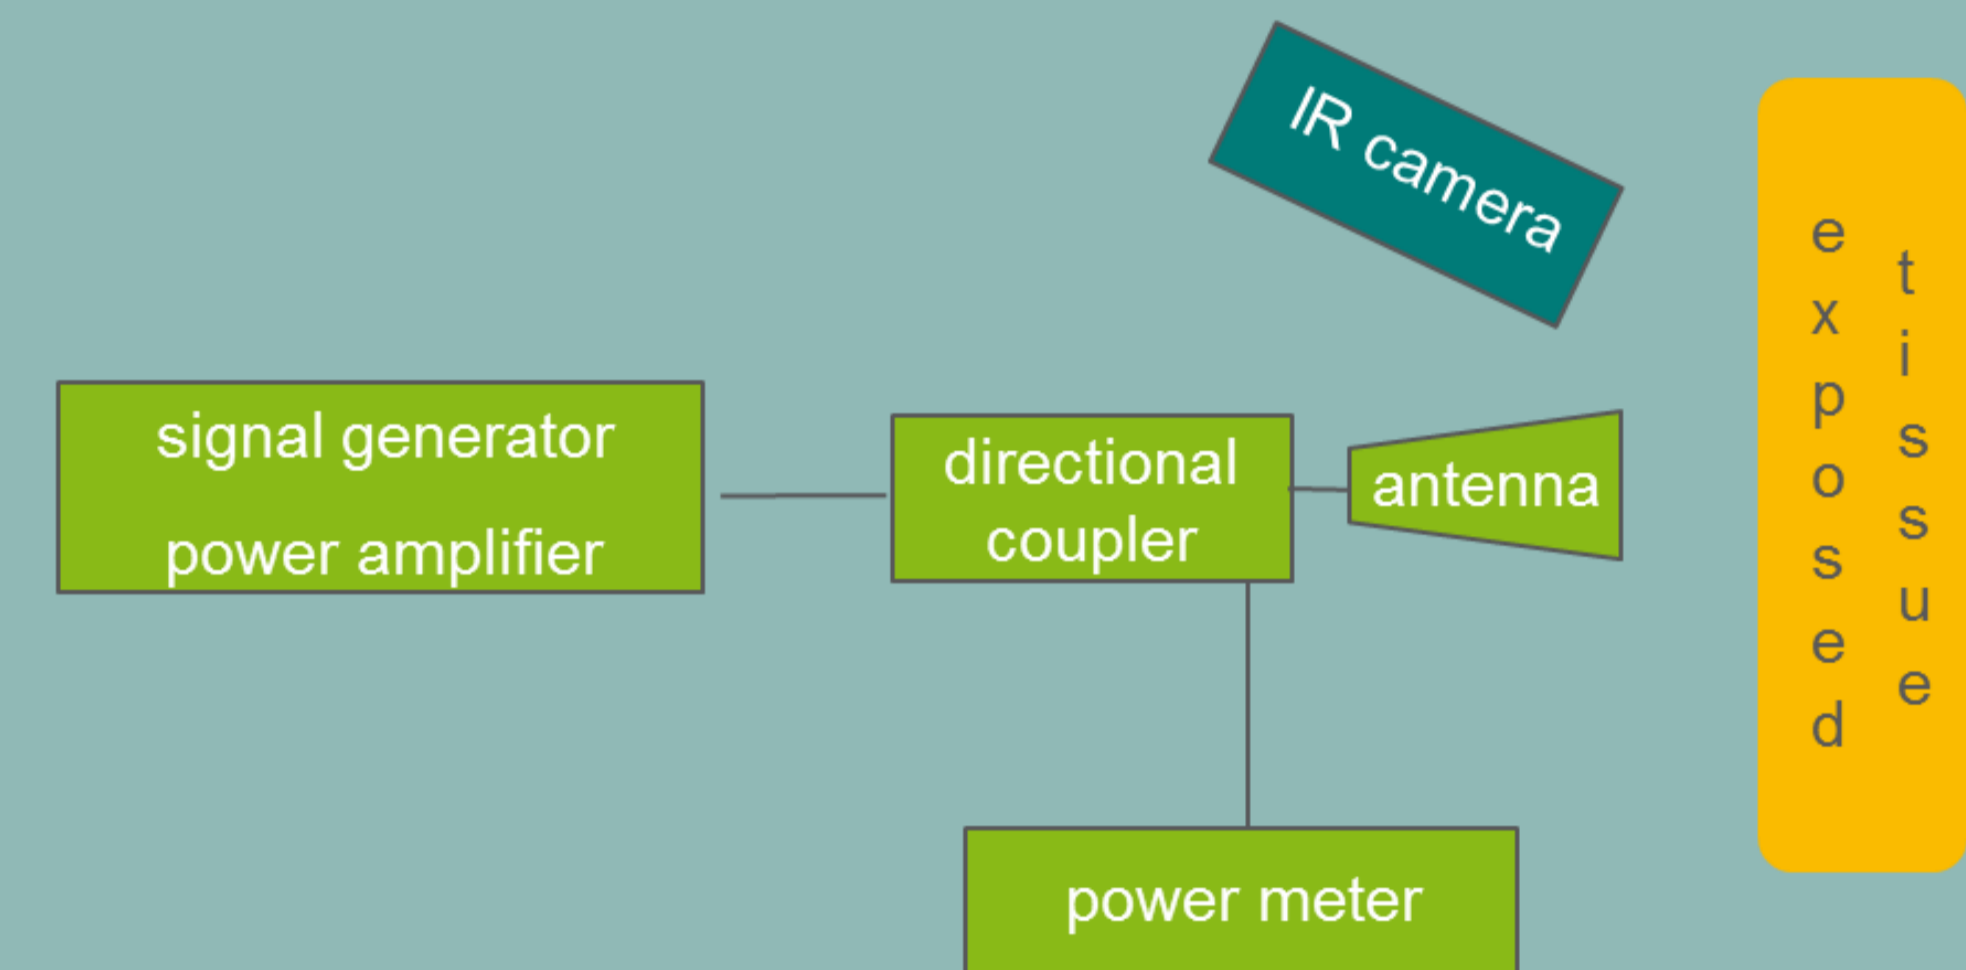 IR camera
signal generator
power amplifier
directional
coupler
antenna
power meter
exposed
tissue